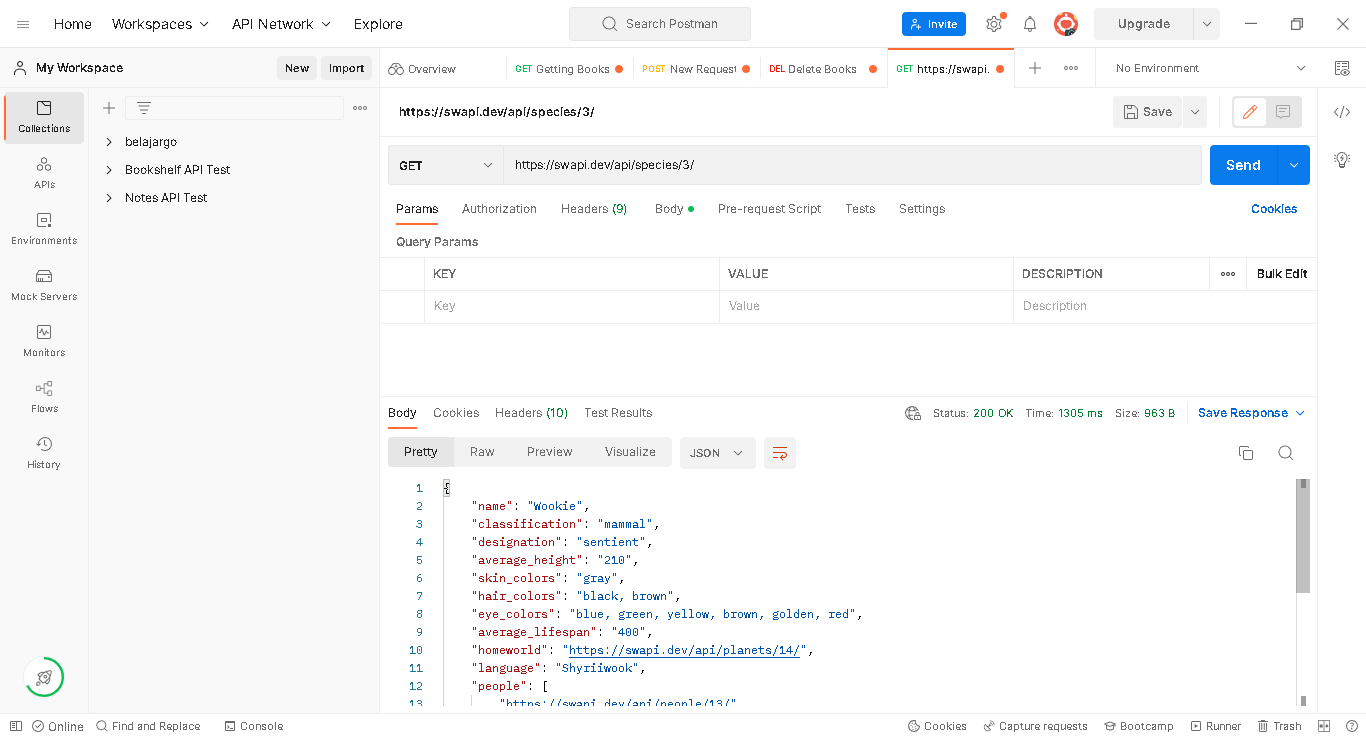 Home Workspaces API Network Explore Search Postman Invite Upgrade
My Workspace New Import Overview GET Getting Books POST New Request DEL Delete Books GET https://swapi. No Environment
Collections
APIs
Environments
Mock Servers
Monitors
Flows
History
belajargo
Bookshelf API Test
Notes API Test
https://swapi.dev/api/species/3/ Save
GET https://swapi.dev/api/species/3/ Send
Params Authorization Headers (9) Body Pre-request Script Tests Settings Cookies
Query Params
KEY VALUE DESCRIPTION Bulk Edit
Key Value Description
Body Cookies Headers (10) Test Results Status: 200 OK Time: 1305 ms Size: 963 B Save Response
Pretty Raw Preview Visualize JSON
1 {
2 "name": "Wookie",
3 "classification": "mammal",
4 "designation": "sentient",
5 "average_height": "210",
6 "skin_colors": "gray",
7 "hair_colors": "black, brown",
8 "eye_colors": "blue, green, yellow, brown, golden, red",
9 "average_lifespan": "400",
10 "homeworld": "https://swapi.dev/api/planets/14/",
11 "language": "Shyriiwook",
12 "people": [
13 "https://swapi.dev/api/people/13/"
Online Find and Replace Console Cookies Capture requests Bootcamp Runner Trash